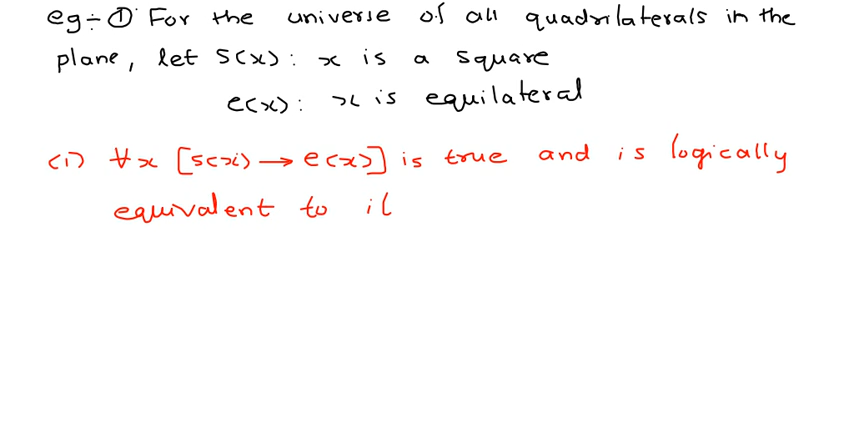 eg:- ① For the universe of all quadrilaterals in the
plane, let s(x): x is a square
e(x): x is equilateral
(i) ∀x [s(x) → e(x)] is true and is logically
equivalent to